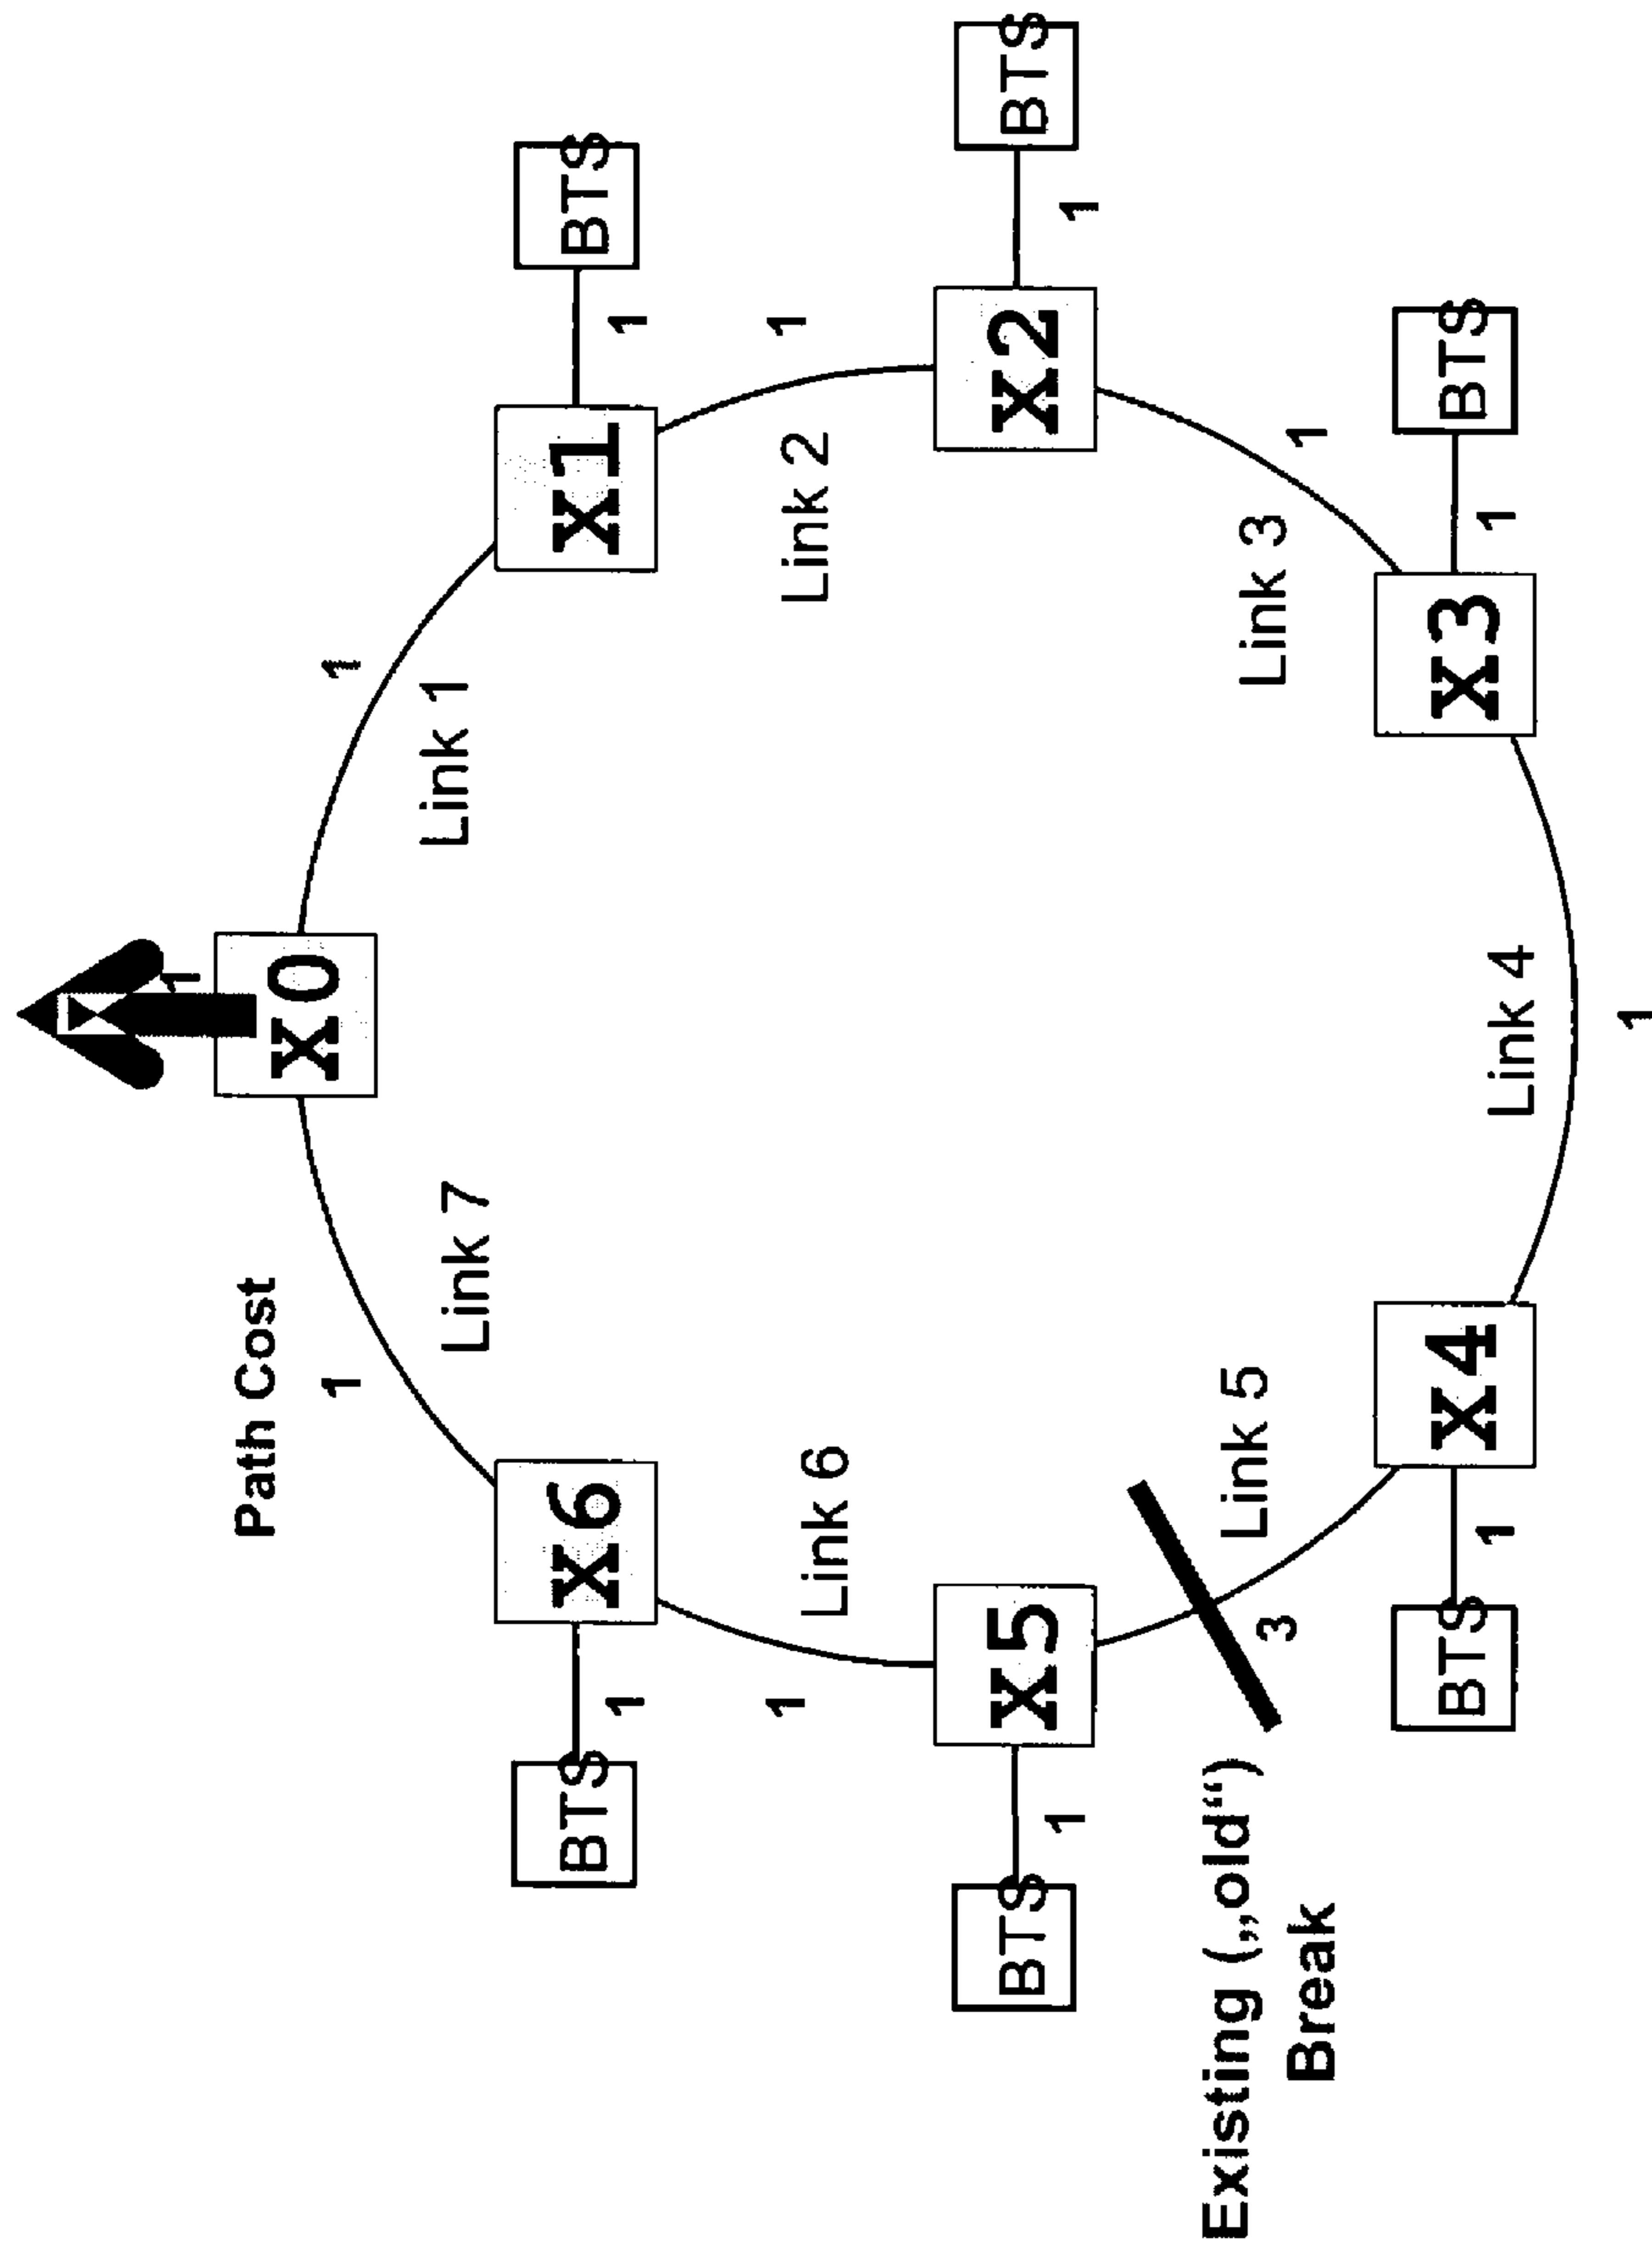 1
Path Cost
x0
1
1
Link 7
Link 1
BTS
x6
x1
BTS
1
1
1
1
Link 6
Link 2
BTS
x5
x2
BTS
1
1
Existing („old“)
Break
3
Link 5
Link 3
1
BTS
x4
x3
BTS
1
1
Link 4
1